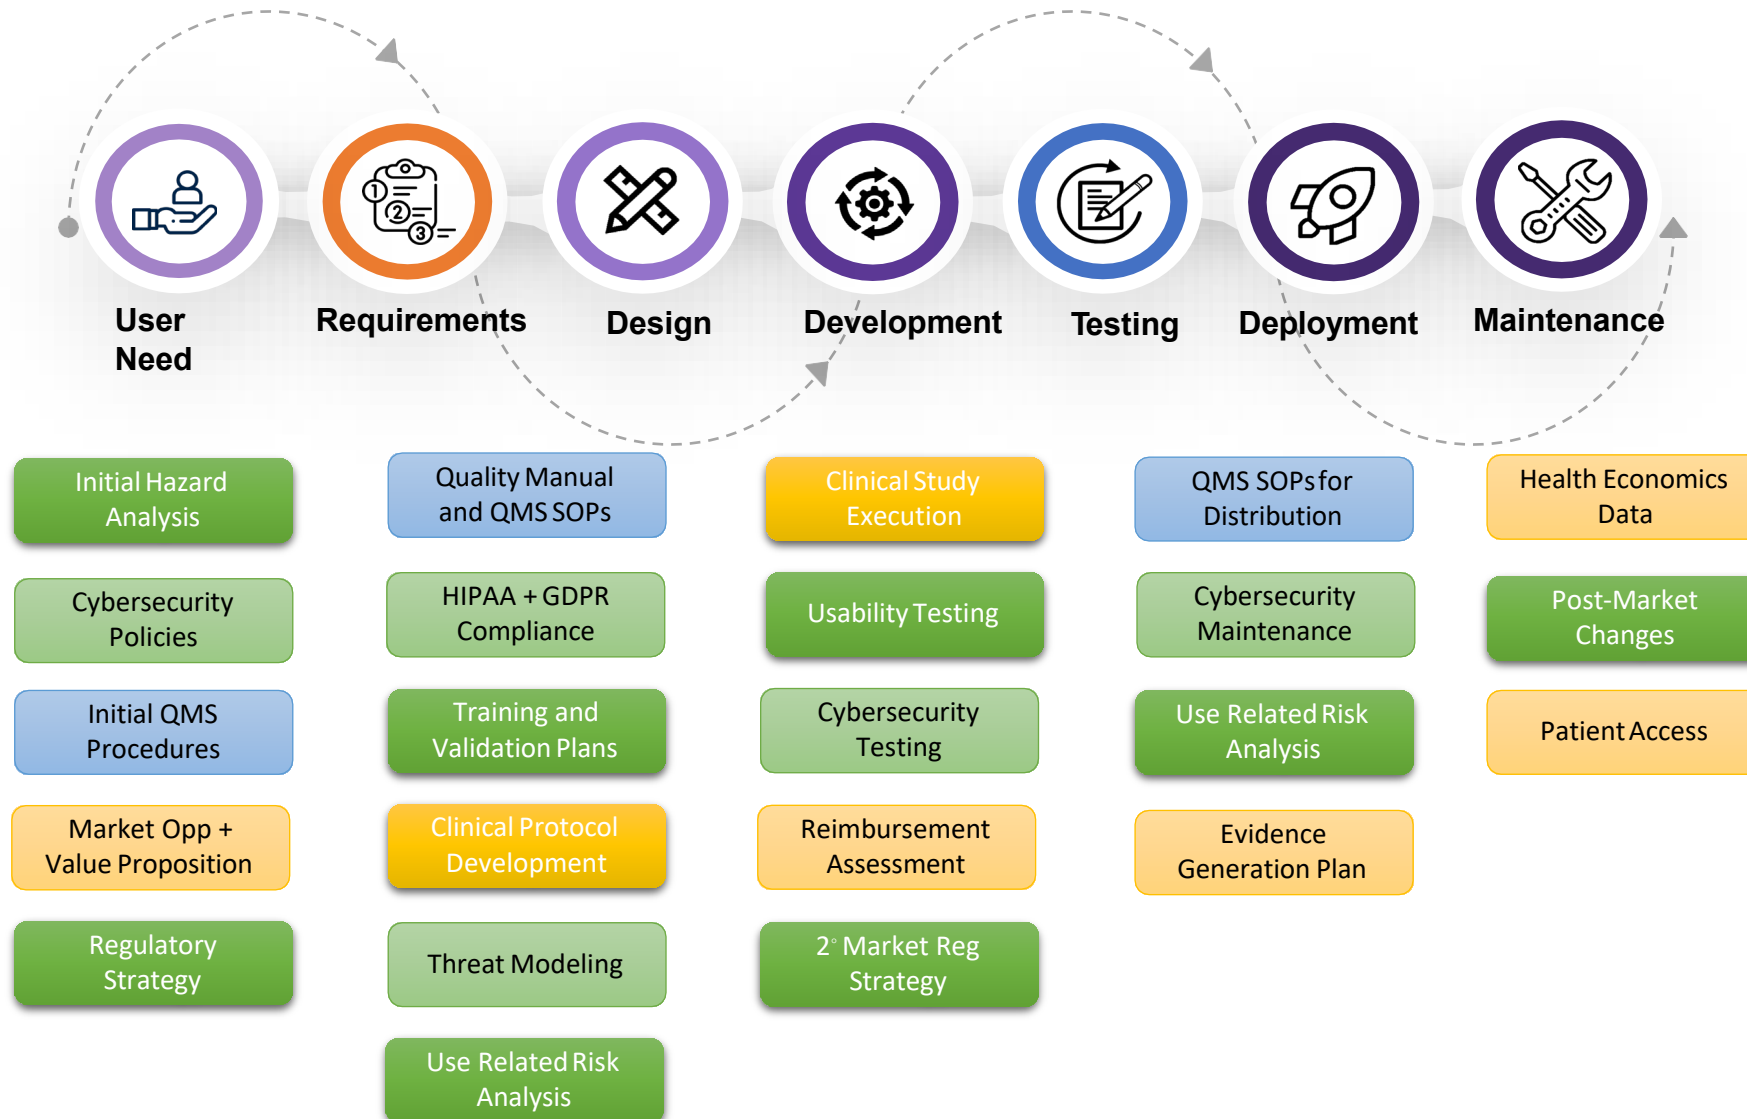 1
2
3
User
Need
Requirements
Design
Development
Testing
Deployment
Maintenance
Initial Hazard
Analysis
Cybersecurity
Policies
Initial QMS
Procedures
Market Opp +
Value Proposition
Regulatory
Strategy
Quality Manual
and QMS SOPs
HIPAA + GDPR
Compliance
Training and
Validation Plans
Clinical Protocol
Development
Threat Modeling
Use Related Risk
Analysis
Clinical Study
Execution
Usability Testing
Cybersecurity
Testing
Reimbursement
Assessment
2° Market Reg
Strategy
QMS SOPs for
Distribution
Cybersecurity
Maintenance
Use Related Risk
Analysis
Evidence
Generation Plan
Health Economics
Data
Post-Market
Changes
Patient Access